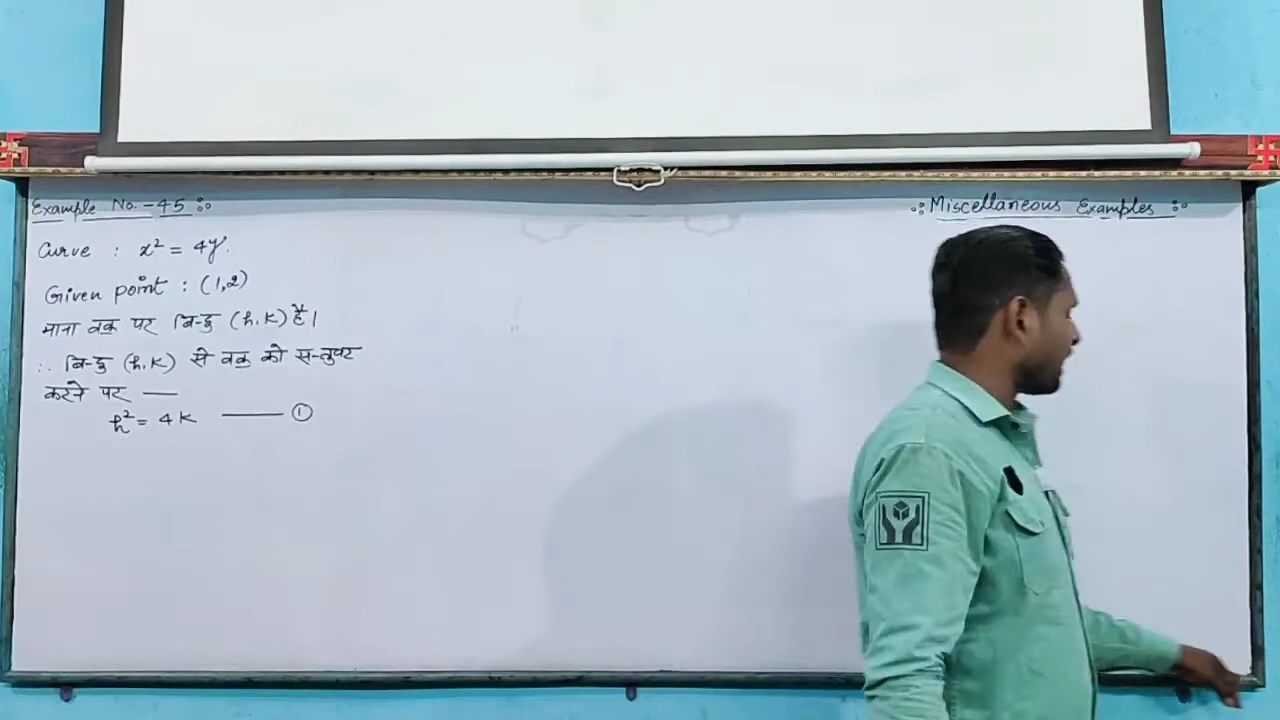 Example No. - 45 :
Miscellaneous Examples :
Curve : x² = 4y.
Given point : (1,2)
माना वक्र पर बिन्दु (h, k) है।
∴ बिन्दु (h, k) से वक्र को सन्तुष्ट
करने पर —
h² = 4k —— ①